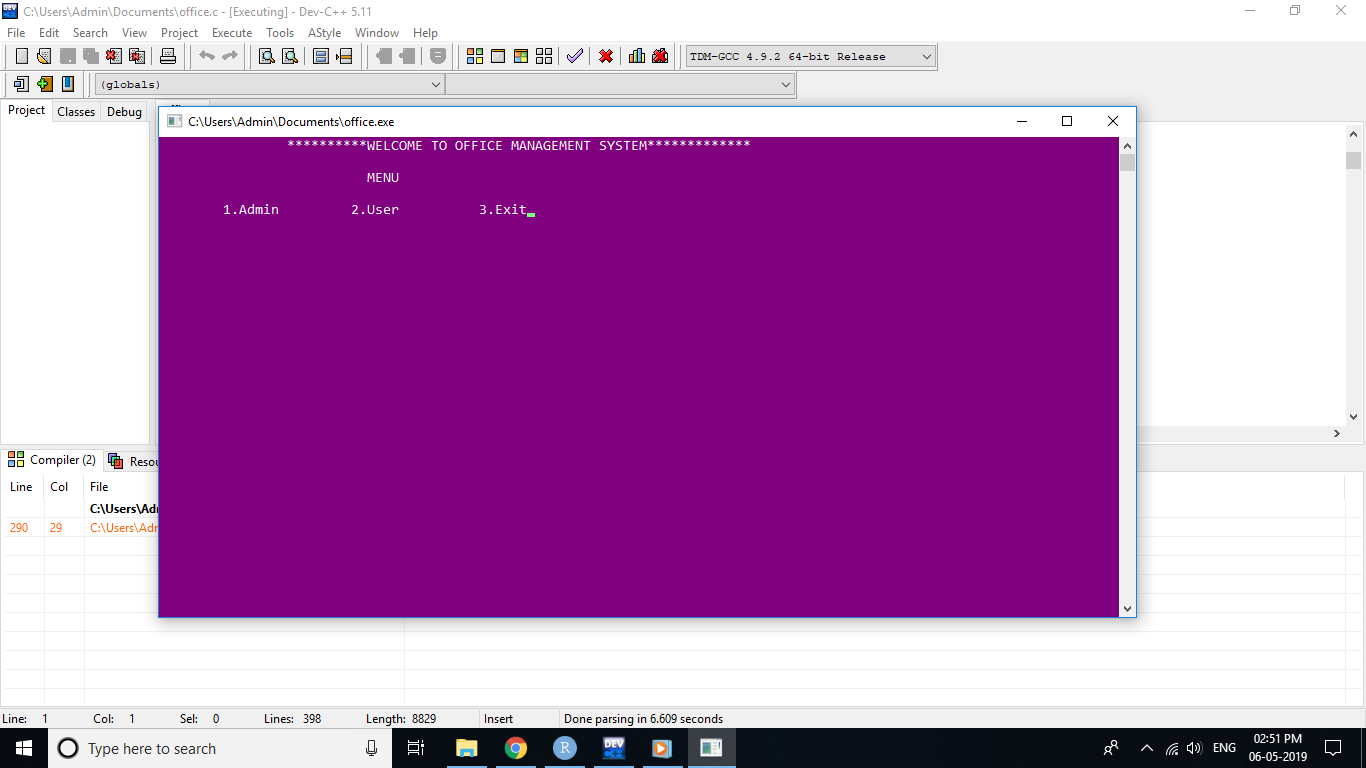 C:\Users\Admin\Documents\office.c - [Executing] - Dev-C++ 5.11
File Edit Search View Project Execute Tools AStyle Window Help
TDM-GCC 4.9.2 64-bit Release
(globals)
Project Classes Debug
C:\Users\Admin\Documents\office.exe
**********WELCOME TO OFFICE MANAGEMENT SYSTEM*************
MENU
1.Admin 2.User 3.Exit
Compiler (2) Resou
Line Col File
C:\Users\Adm
290 29 C:\Users\Adm
Line: 1 Col: 1 Sel: 0 Lines: 398 Length: 8829 Insert Done parsing in 6.609 seconds
Type here to search
R
DEV
ENG
02:51 PM
06-05-2019